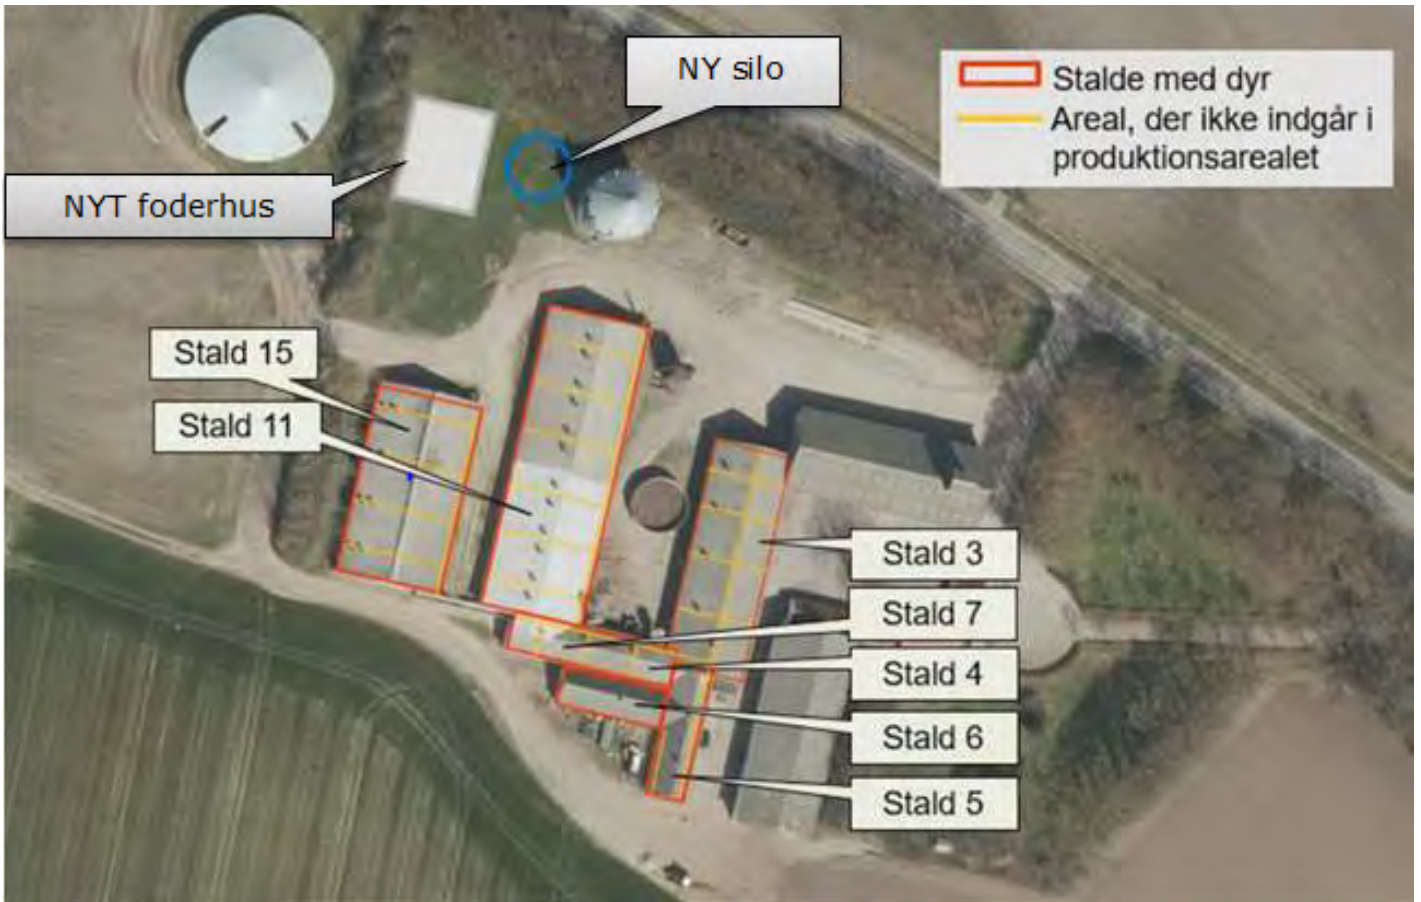 NY silo
Stalde med dyr
Areal, der ikke indgår i
produktionsarealet
NYT foderhus
Stald 15
Stald 11
Stald 3
Stald 7
Stald 4
Stald 6
Stald 5